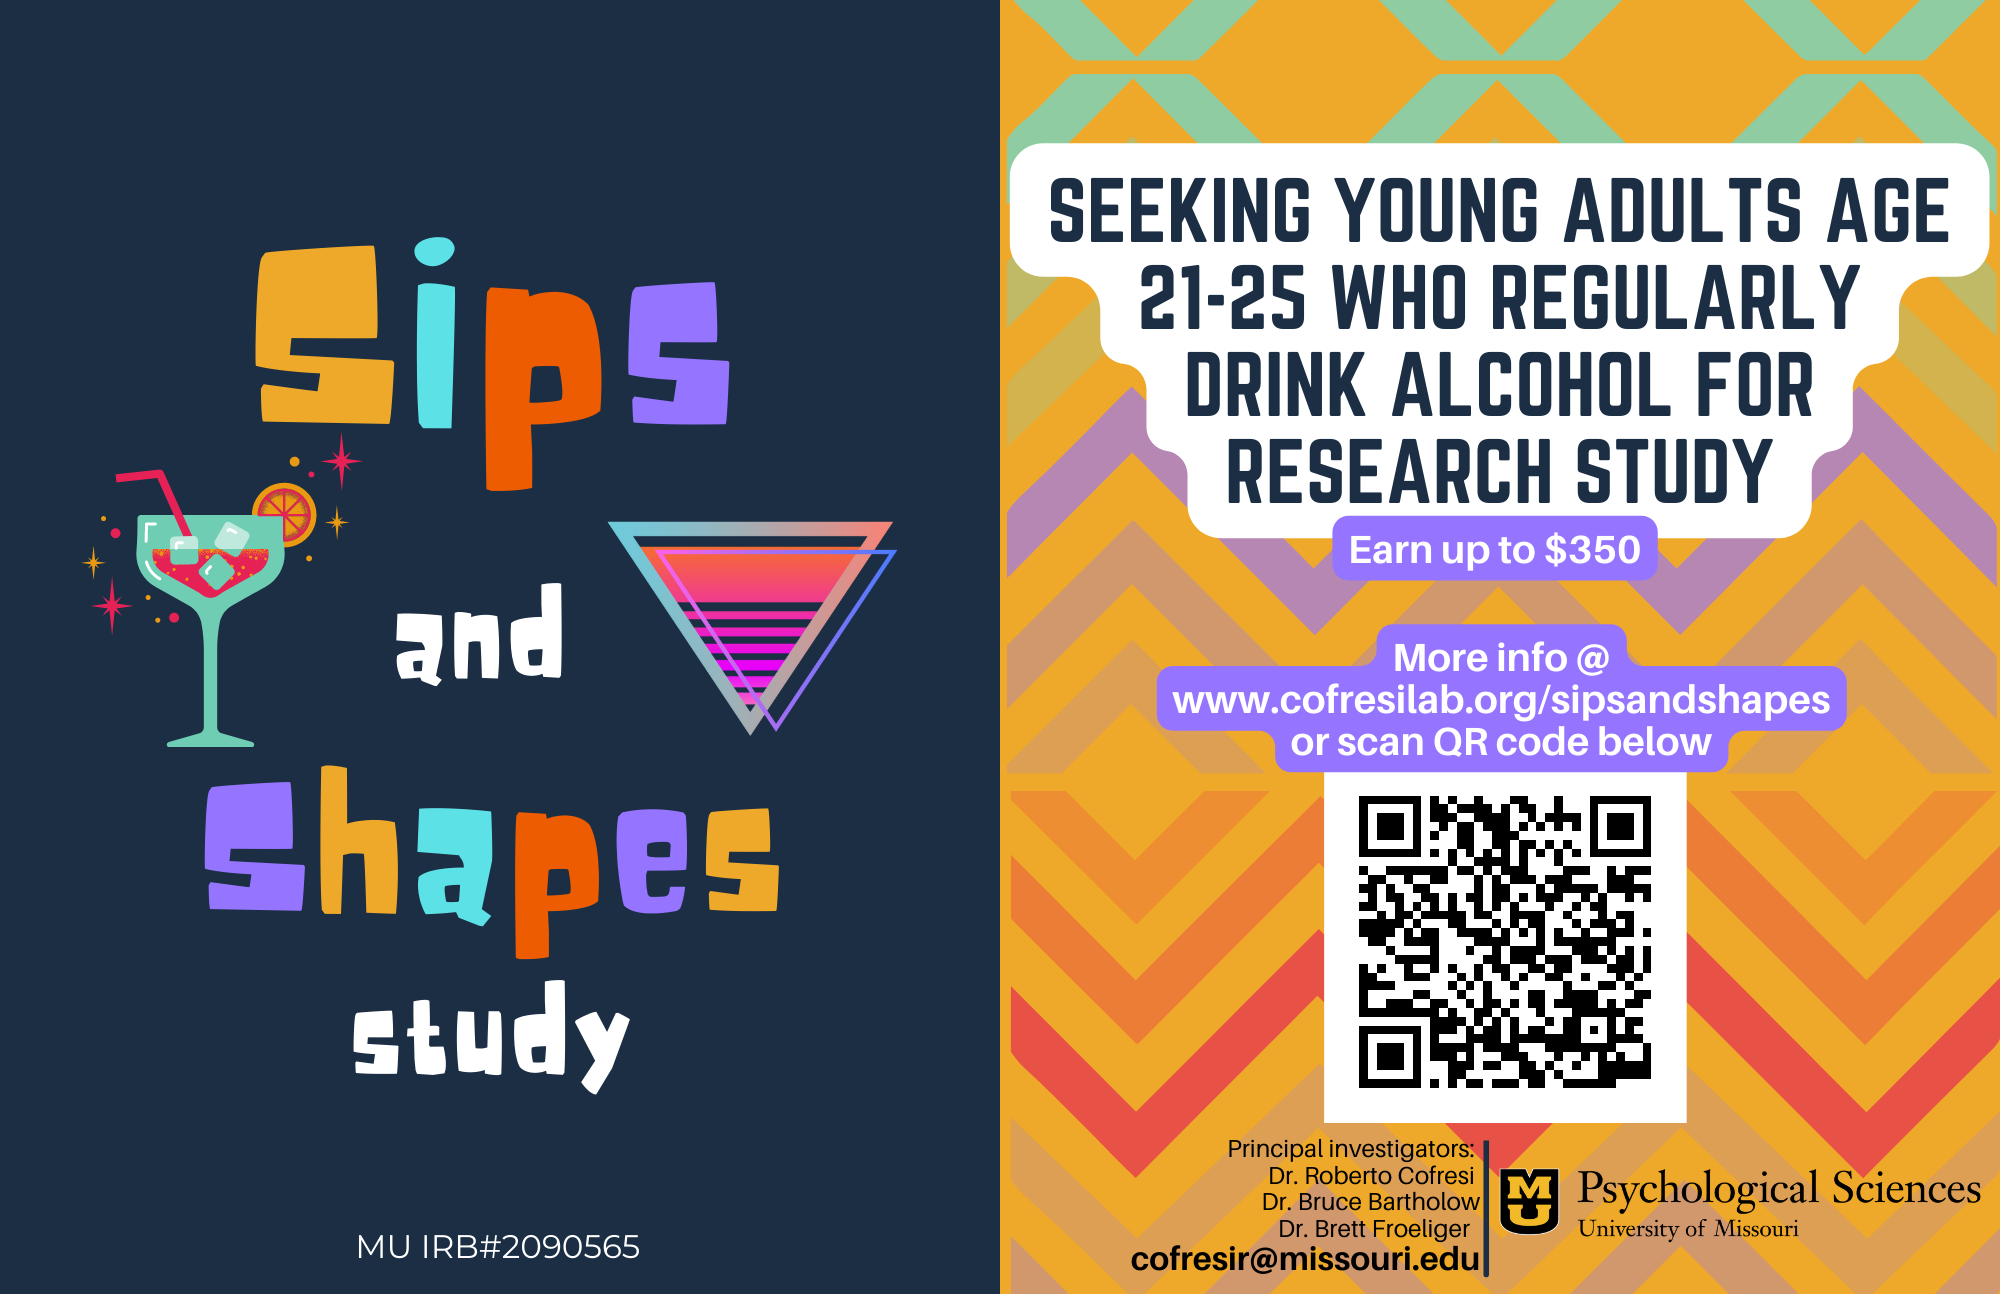 sips
and
shapes
study
MU IRB#2090565
SEEKING YOUNG ADULTS AGE
21-25 WHO REGULARLY
DRINK ALCOHOL FOR
RESEARCH STUDY
Earn up to $350
More info @
www.cofresilab.org/sipsandshapes
or scan QR code below
Principal investigators:
Dr. Roberto Cofresi
Dr. Bruce Bartholow
Dr. Brett Froeliger
cofresir@missouri.edu
MU
Psychological Sciences
University of Missouri